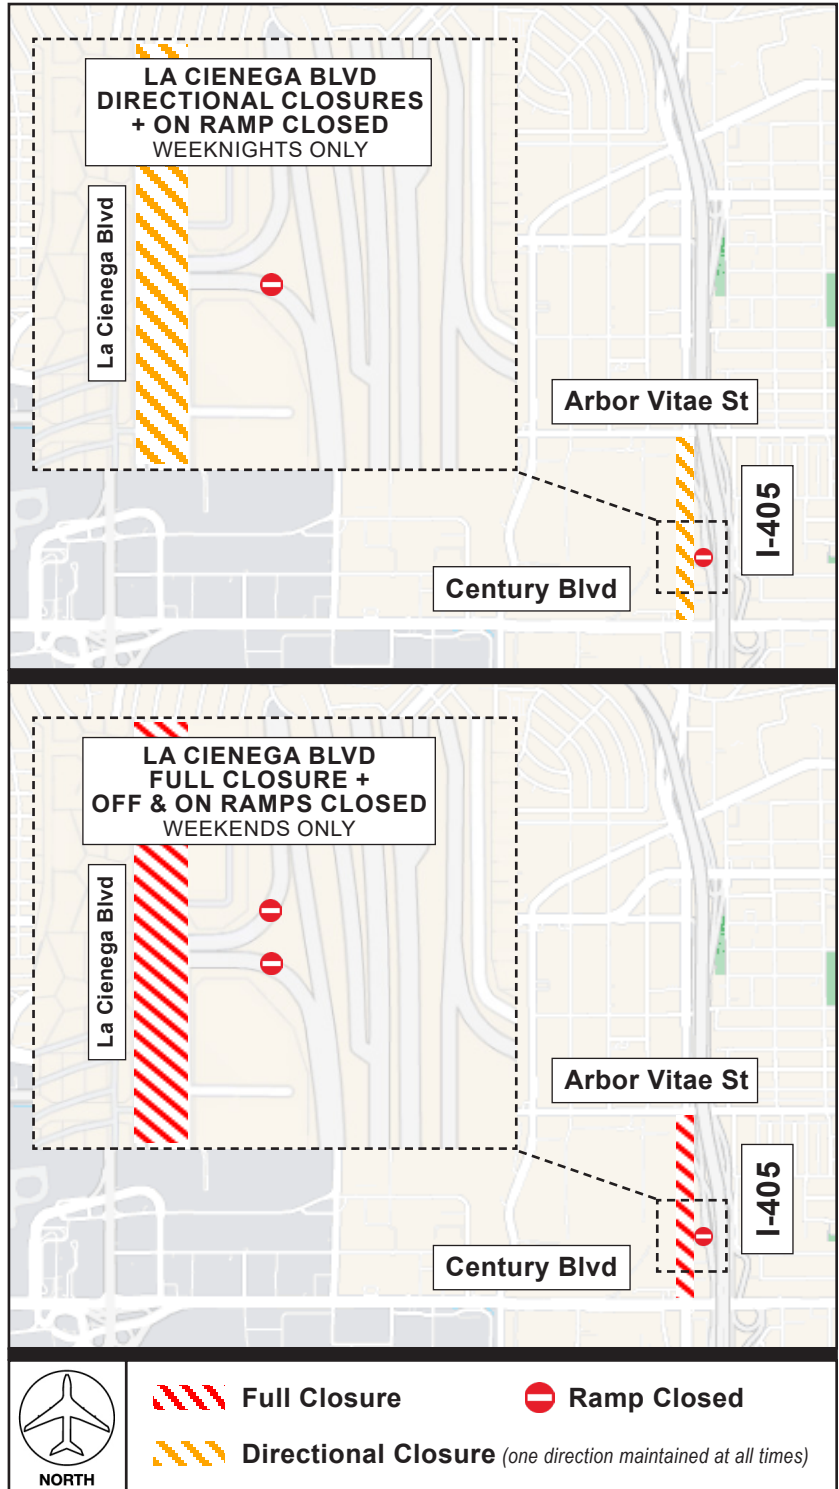 LA CIENEGA BLVD
DIRECTIONAL CLOSURES
+ ON RAMP CLOSED
WEEKNIGHTS ONLY
La Cienega Blvd
Arbor Vitae St
I-405
Century Blvd
LA CIENEGA BLVD
FULL CLOSURE +
OFF & ON RAMPS CLOSED
WEEKENDS ONLY
La Cienega Blvd
Arbor Vitae St
I-405
Century Blvd
NORTH
Full Closure
Ramp Closed
Directional Closure (one direction maintained at all times)